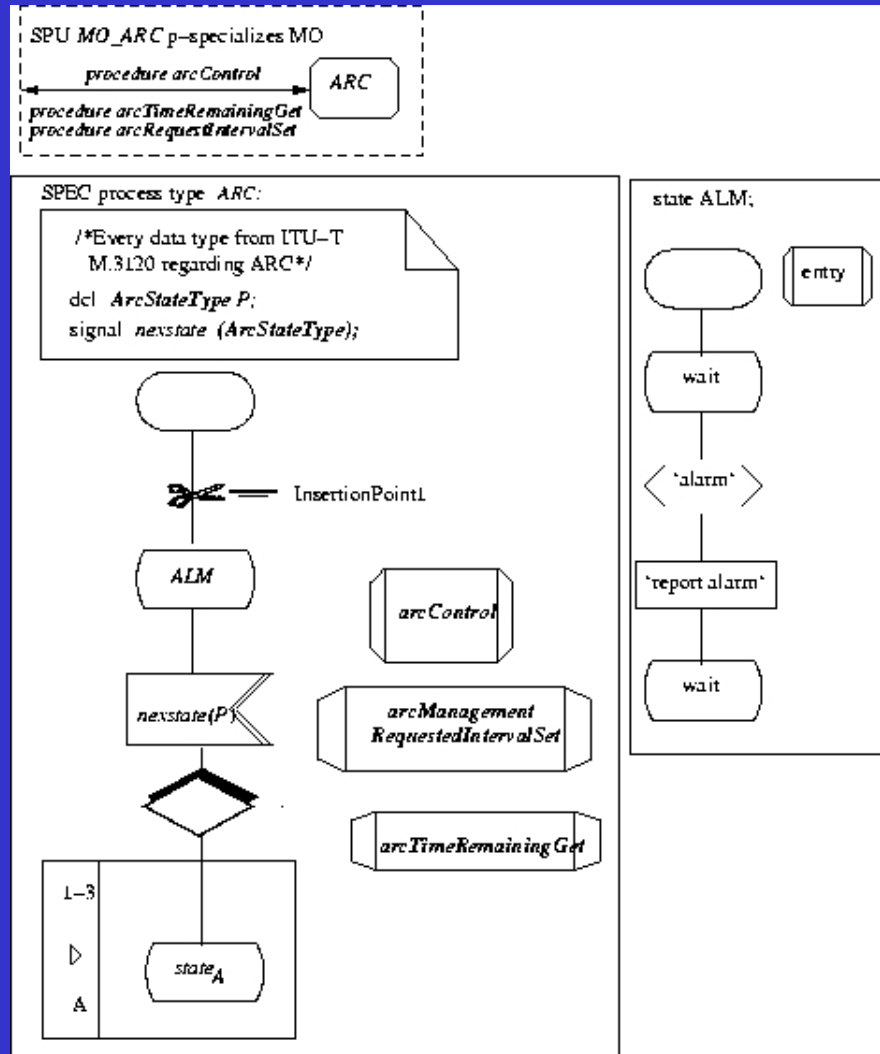 SPU MO_ARC p–specializes MO
procedure arcControl
ARC
procedure arcTimeRemainingGet
procedure arcRequestIntervalSet
SPEC process type ARC:
/*Every data type from ITU–T
M.3120 regarding ARC*/
dcl ArcStateType P;
signal nexstate (ArcStateType);
InsertionPoint1
ALM
arcControl
nexstate(P)
arcManagement
RequestedIntervalSet
arcTimeRemainingGet
1–3
A
stateA
state ALM;
entry
wait
‘alarm‘
‘report alarm‘
wait